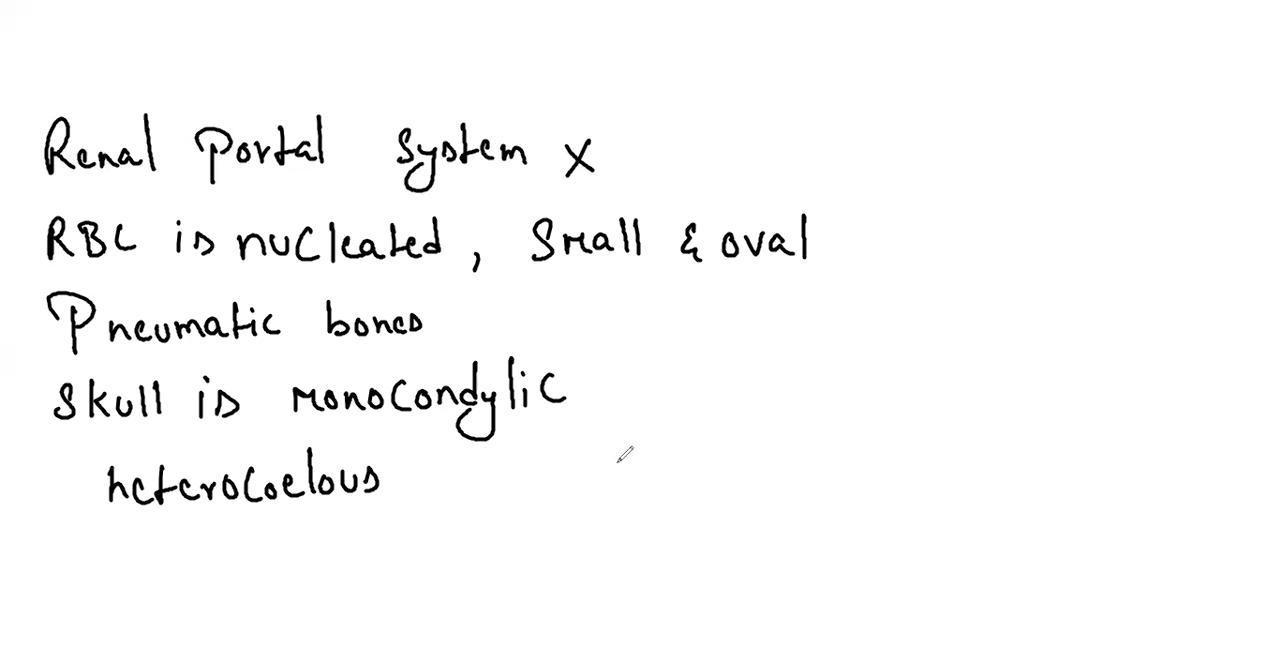 Renal Portal System X
RBC is nucleated, Small & oval
Pneumatic bones
Skull is monocondylic
heterocoelous